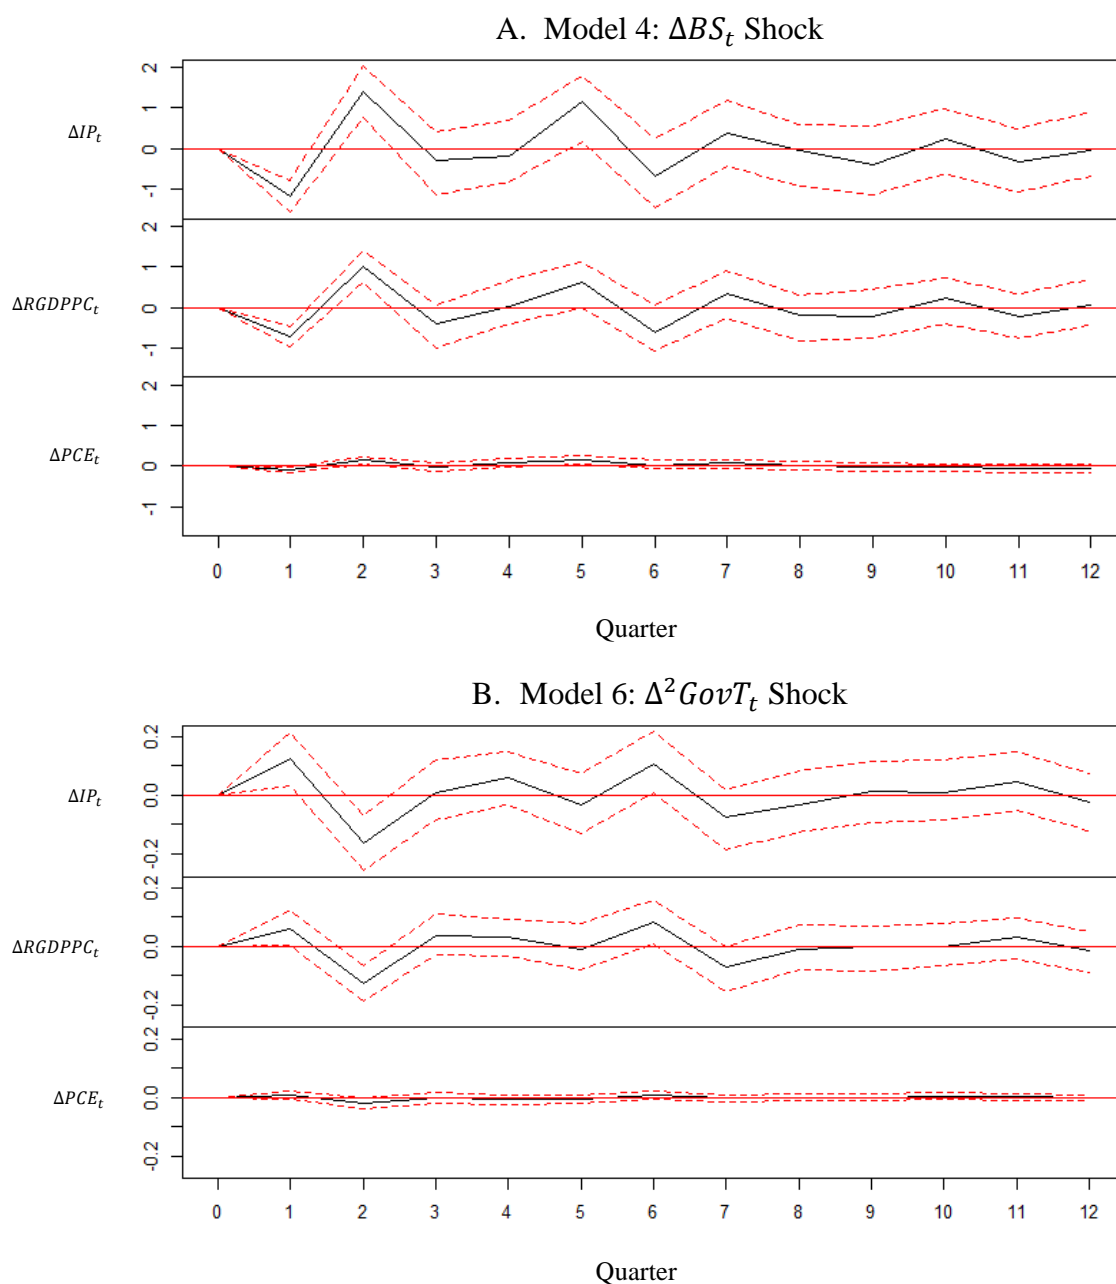 A. Model 4: ΔBS_t Shock
ΔIP_t
2
1
0
-1
ΔRGDPPC_t
2
1
0
-1
ΔPCE_t
2
1
0
-1
0 1 2 3 4 5 6 7 8 9 10 11 12
Quarter
B. Model 6: Δ²GovT_t Shock
ΔIP_t
0.2
0.0
-0.2
ΔRGDPPC_t
0.2
0.0
-0.2
ΔPCE_t
0.2
0.0
-0.2
0 1 2 3 4 5 6 7 8 9 10 11 12
Quarter